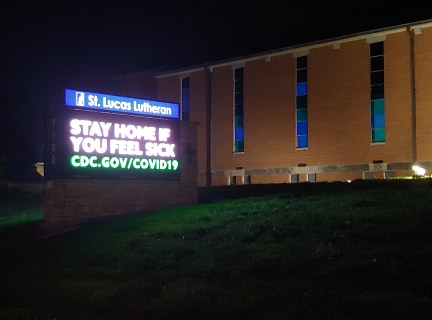 St. Lucas Lutheran
STAY HOME IF
YOU FEEL SICK
CDC.GOV/COVID19